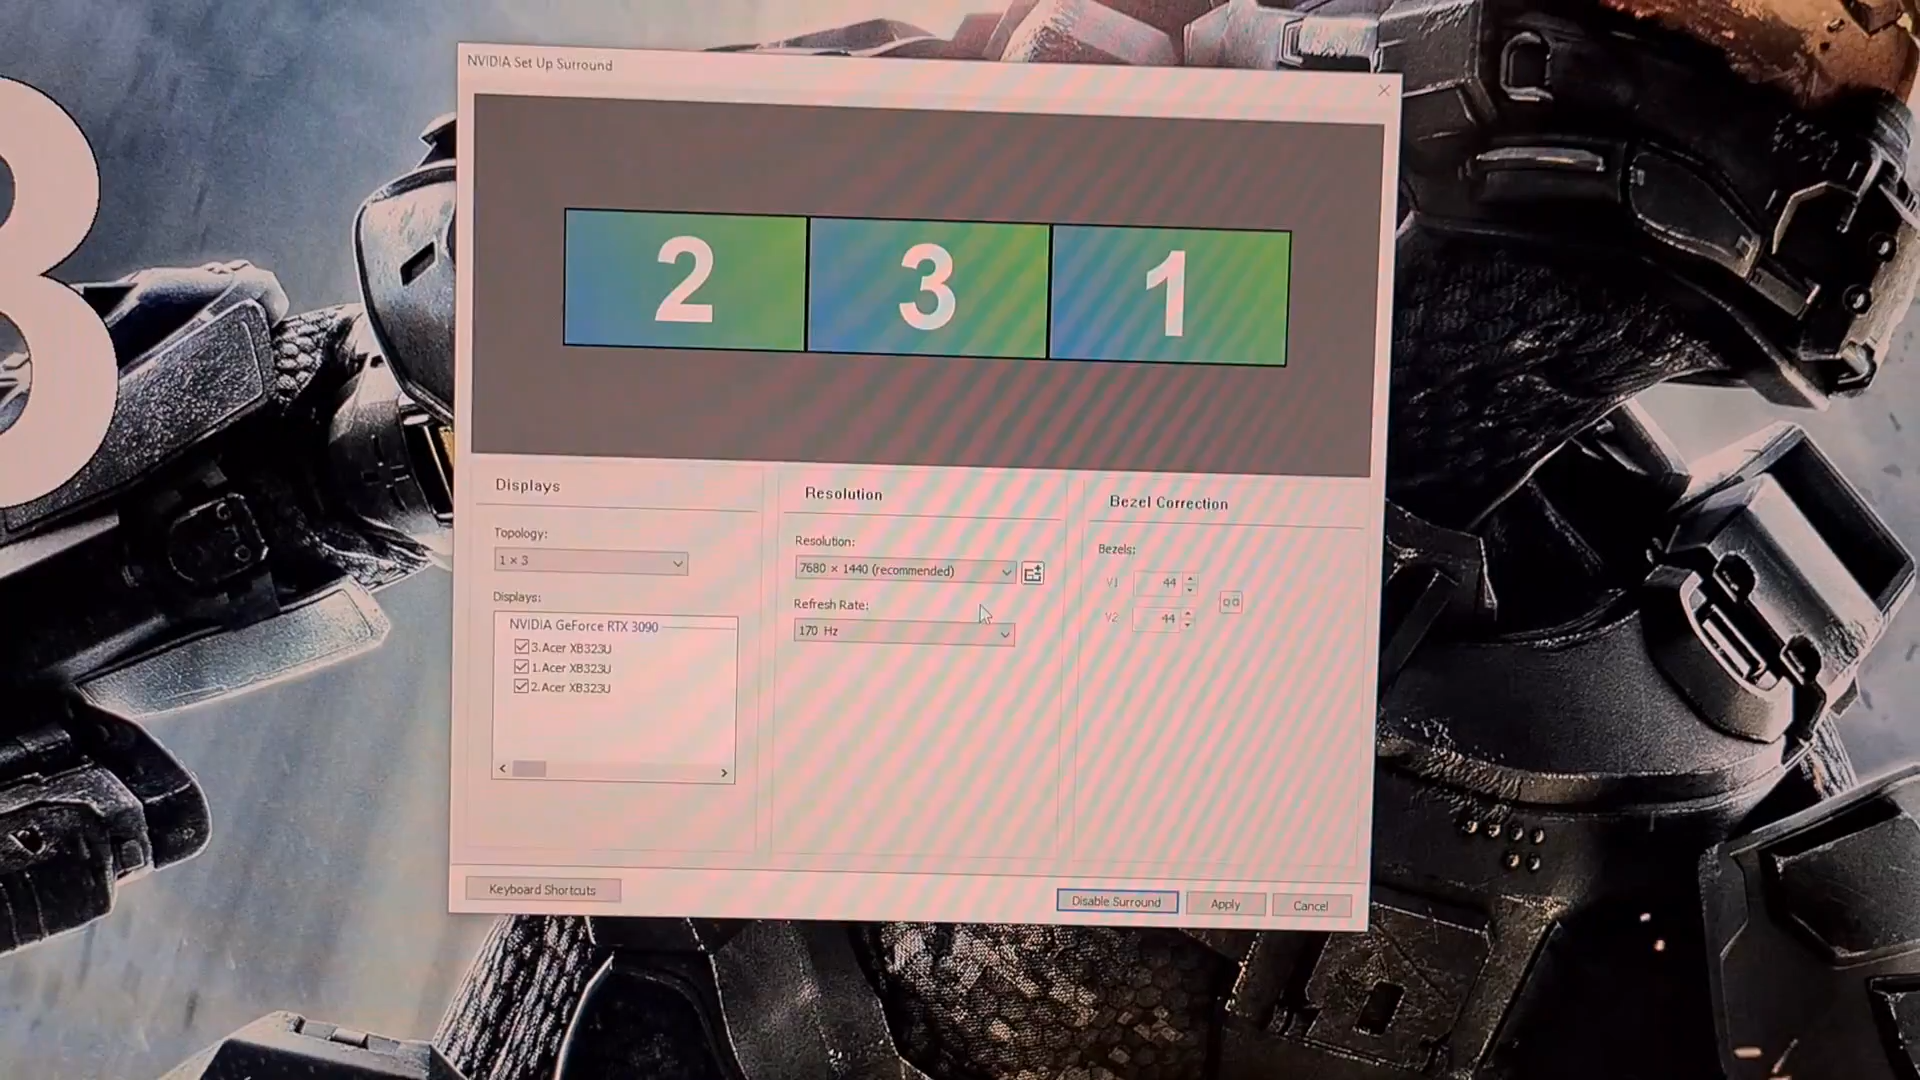 NVIDIA Set Up Surround
3
2 3 1
Displays
Topology:
1 × 3
Displays:
NVIDIA GeForce RTX 3090
3.Acer XB323U
1.Acer XB323U
2.Acer XB323U
Resolution
Resolution:
7680 × 1440 (recommended)
Refresh Rate:
170 Hz
Bezel Correction
Bezels:
V1 44
V2 44
Keyboard Shortcuts
Disable Surround
Apply
Cancel